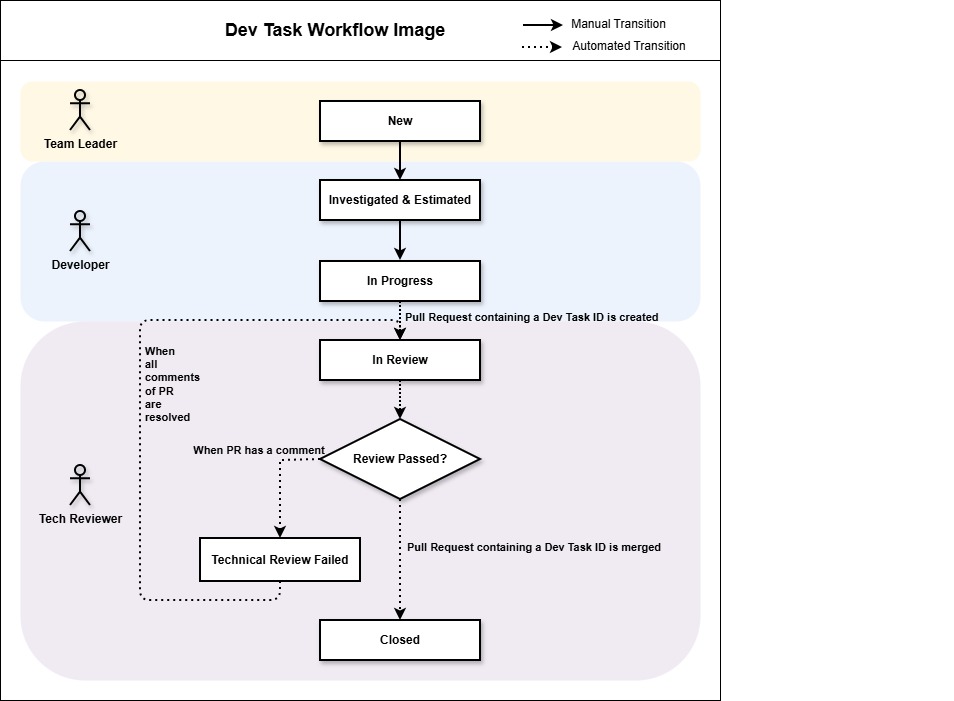 Dev Task Workflow Image
Manual Transition
Automated Transition
Team Leader
New
Investigated & Estimated
Developer
In Progress
Pull Request containing a Dev Task ID is created
In Review
When
all
comments
of PR
are
resolved
When PR has a comment
Review Passed?
Tech Reviewer
Technical Review Failed
Pull Request containing a Dev Task ID is merged
Closed